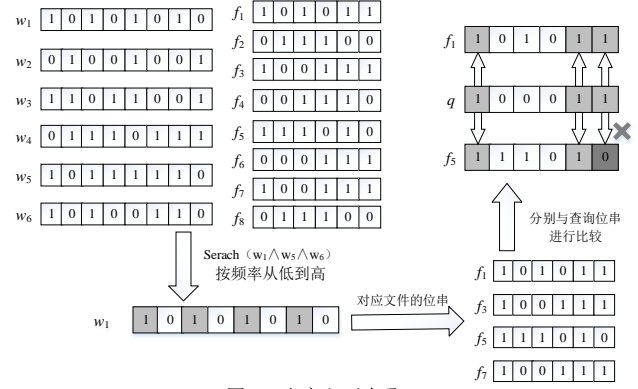 w1 1 0 1 0 1 0 1 0
w2 0 1 0 0 1 0 0 1
w3 1 1 0 1 1 0 0 1
w4 0 1 1 1 0 1 1 1
w5 1 0 1 1 1 1 1 0
w6 1 0 1 0 0 1 1 0
f1 1 0 1 0 1 1
f2 0 1 1 1 0 0
f3 1 0 0 1 1 1
f4 0 0 1 1 1 0
f5 1 1 1 0 1 0
f6 0 0 0 1 1 1
f7 1 0 0 1 1 1
f8 0 1 1 1 0 0
f1 1 0 1 0 1 1
q 1 0 0 0 1 1
f5 1 1 1 0 1 0
分别与查询位串
进行比较
Serach（w1∧w5∧w6）
按频率从低到高
w1 1 0 1 0 1 0 1 0
对应文件的位串
f1 1 0 1 0 1 1
f3 1 0 0 1 1 1
f5 1 1 1 0 1 0
f7 1 0 0 1 1 1